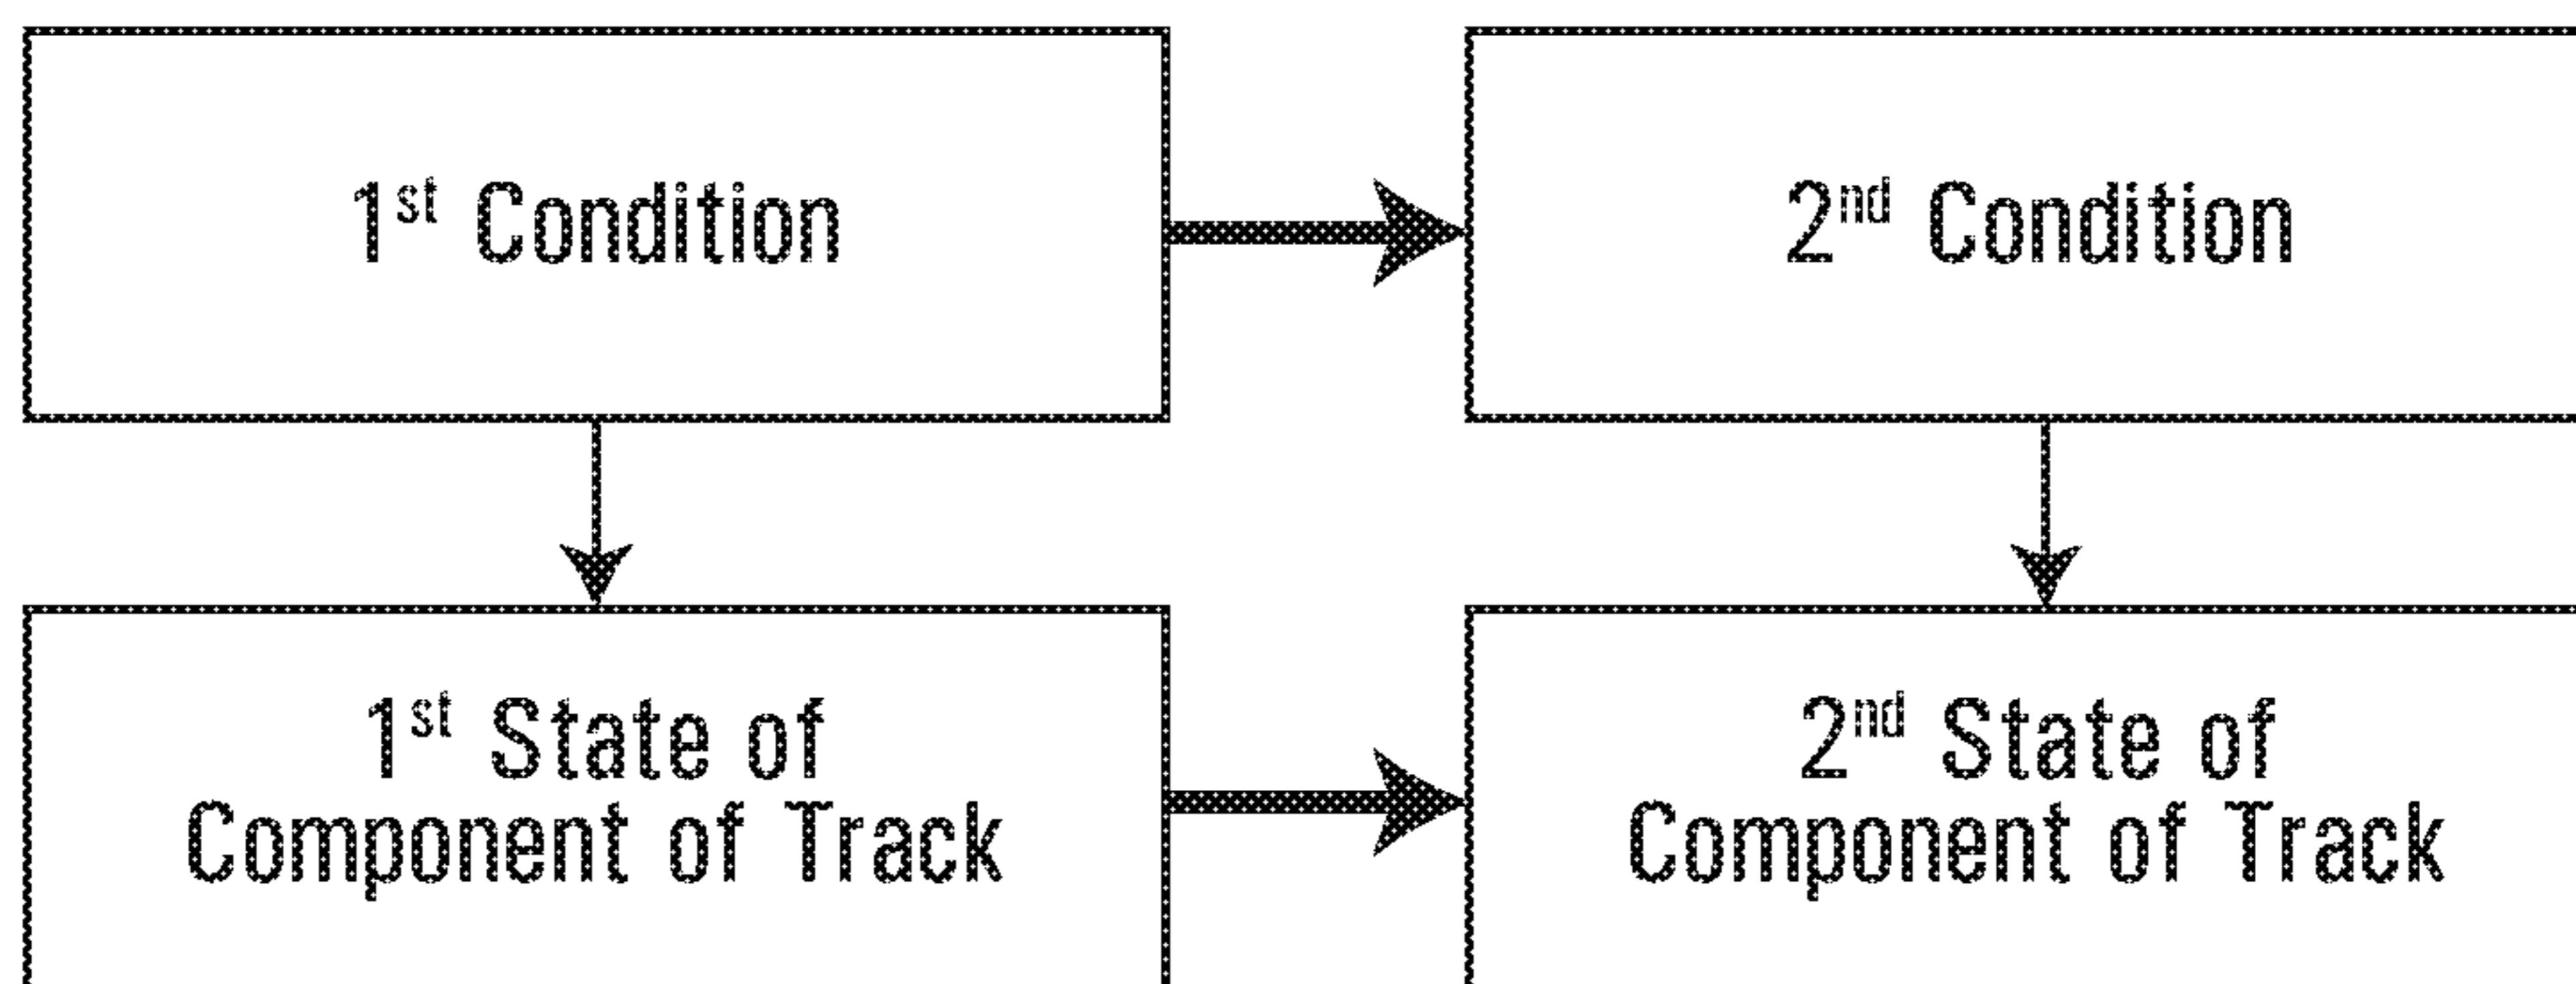 1st Condition
2nd Condition
1st State of
Component of Track
2nd State of
Component of Track